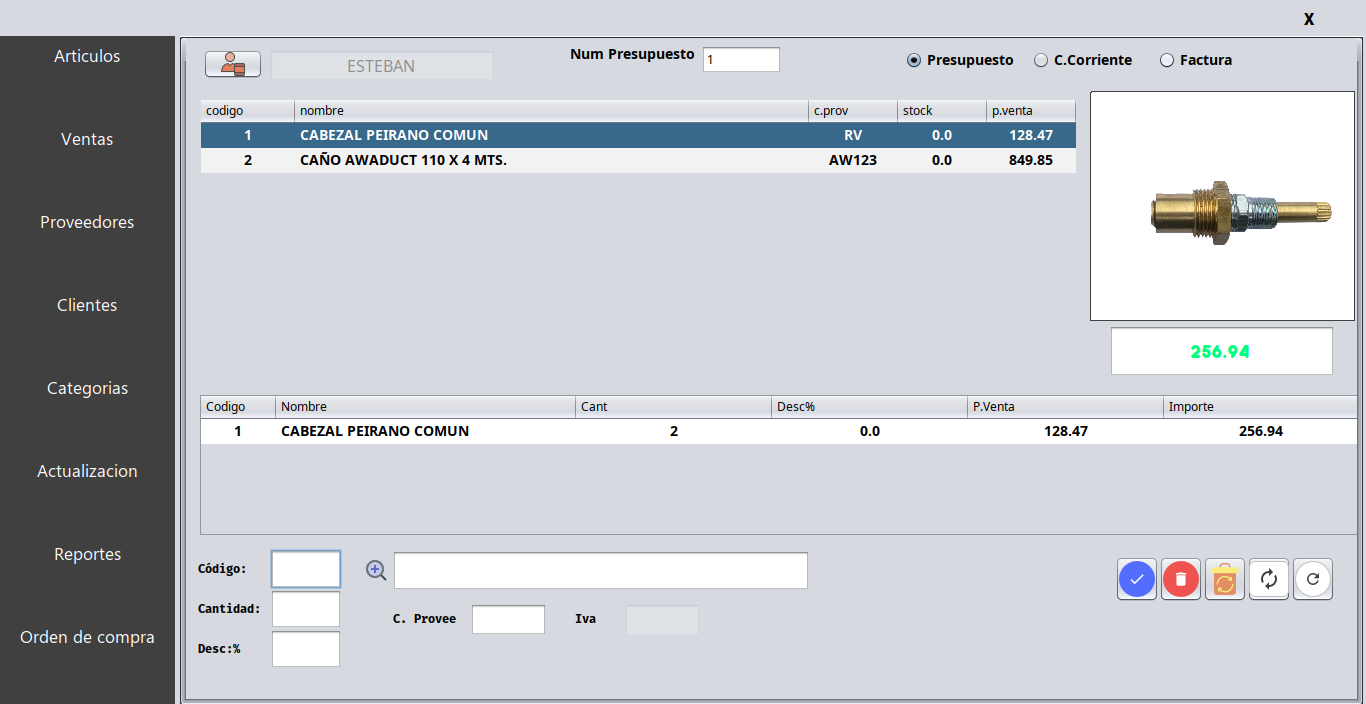 X
Articulos
Ventas
Proveedores
Clientes
Categorias
Actualizacion
Reportes
Orden de compra
ESTEBAN Num Presupuesto 1 Presupuesto C.Corriente Factura
codigo nombre c.prov stock p.venta
1 CABEZAL PEIRANO COMUN RV 0.0 128.47
2 CAÑO AWADUCT 110 X 4 MTS. AW123 0.0 849.85
256.94
Codigo Nombre Cant Desc% P.Venta Importe
1 CABEZAL PEIRANO COMUN 2 0.0 128.47 256.94
Código:
Cantidad:
C. Provee Iva
Desc:%